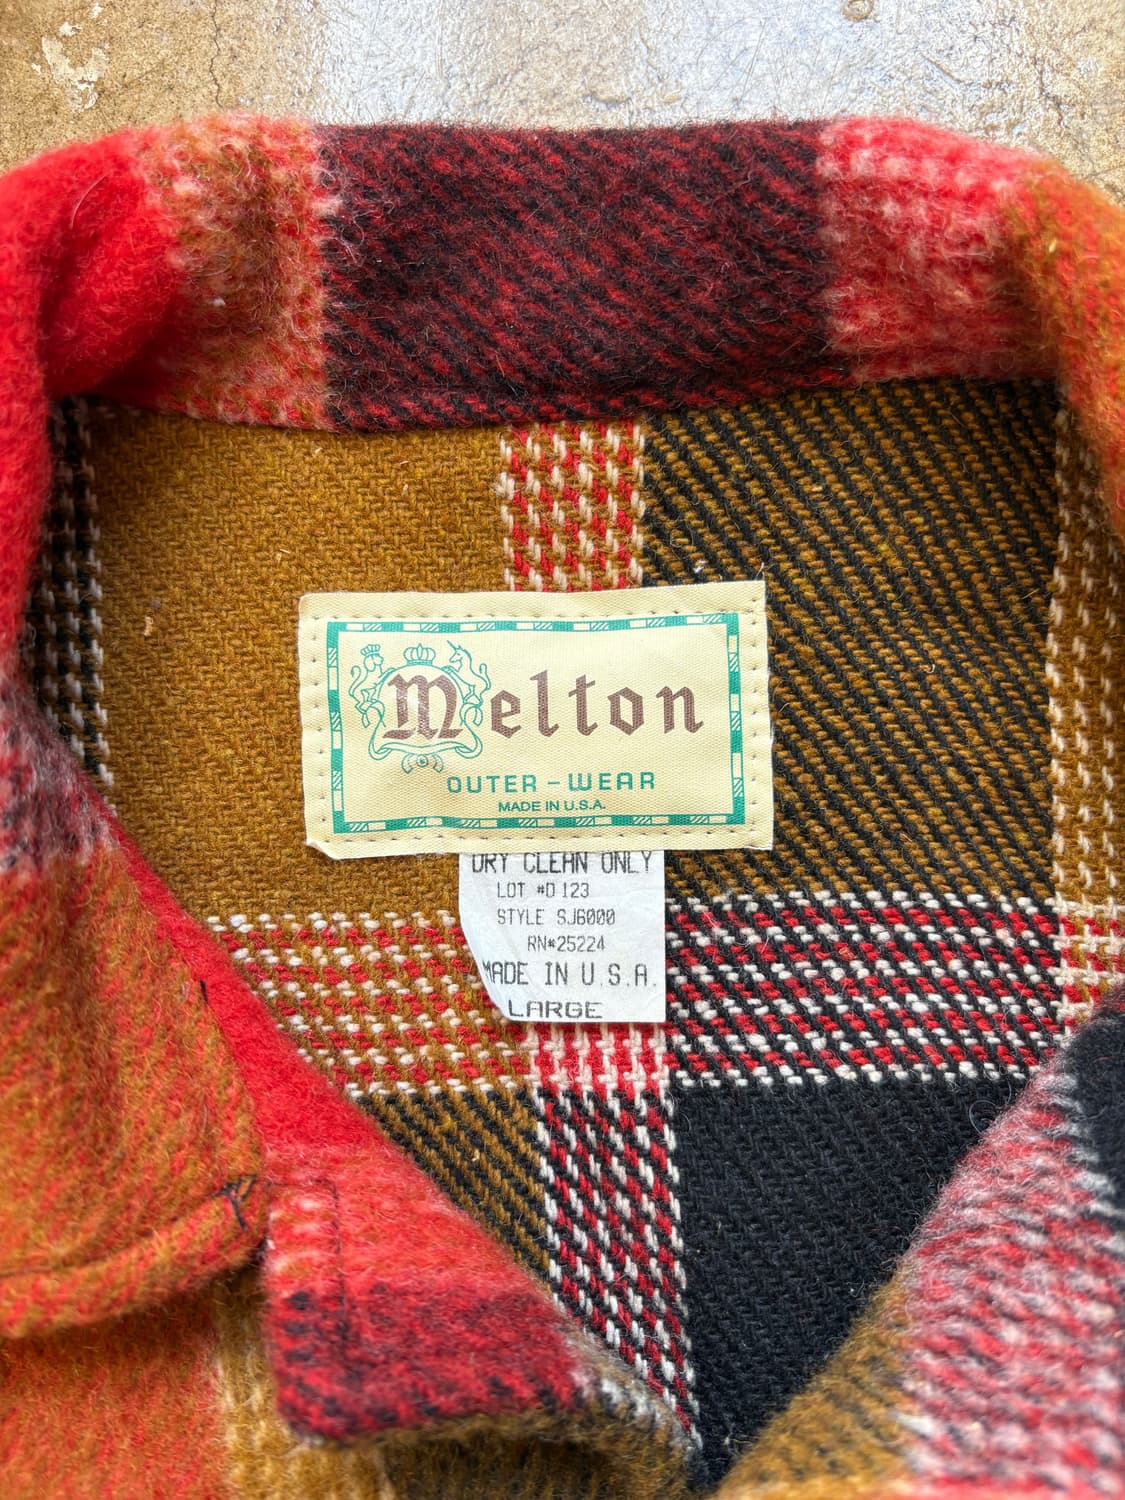 Melton
OUTER-WEAR
MADE IN U.S.A.
DRY CLEAN ONLY
LOT #D 123
STYLE SJ6000
RN#25224
MADE IN U.S.A.
LARGE